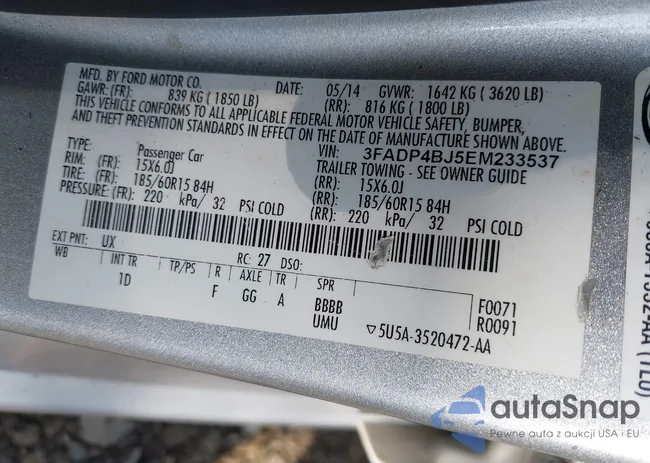 MFD. BY FORD MOTOR CO. DATE: 05/14 GVWR: 1642 KG ( 3620 LB)
GAWR: (FR): 839 KG ( 1850 LB) (RR): 816 KG ( 1800 LB)
THIS VEHICLE CONFORMS TO ALL APPLICABLE FEDERAL MOTOR VEHICLE SAFETY, BUMPER,
AND THEFT PREVENTION STANDARDS IN EFFECT ON THE DATE OF MANUFACTURE SHOWN ABOVE.
VIN: 3FADP4BJ5EM233537
TYPE: Passenger Car TRAILER TOWING - SEE OWNER GUIDE
RIM: (FR) 15X6.0J (RR): 15X6.0J
TIRES: (FR) 185/60R15 84H (RR): 185/60R15 84H
PRESSURE: (FR) 220 kPa/ 32 PSI COLD (RR): 220 kPa/ 32 PSI COLD
EXT PNT: UX RC: 27 DSO:
WB INT TR TP/PS R AXLE TR SPR
1D F GG A BBBB F0071
UMU R0091
▽5U5A-3520472-AA
autaSnap
Pewne auta z aukcji USA i EU